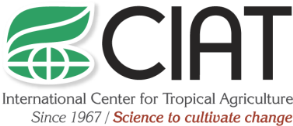 CIAT
International Center for Tropical Agriculture
Since 1967 / Science to cultivate change